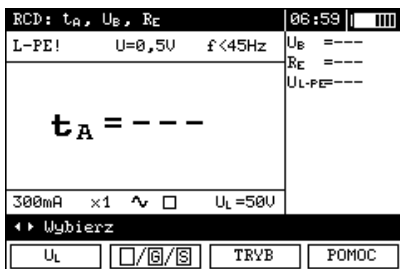 RCD: tA, UB, RE 06:59
L-PE! U=0,5V f<45Hz
UB =---
RE =---
UL-PE=---
tA=---
300mA ×1 ∿ □ UL=50V
◂▸ Wybierz
UL □/G/S TRYB POMOC